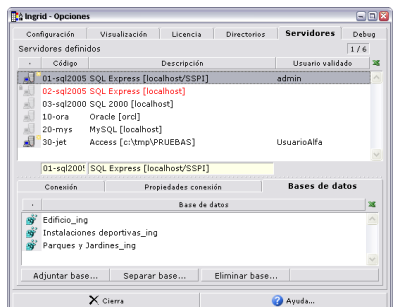 Ingrid - Opciones
Configuración Visualización Licencia Directorios Servidores Debug
Servidores definidos 1 / 6
· Código Descripción Usuario validado
01-sql2005 SQL Express [localhost/SSPI] admin
02-sql2005 SQL Express [localhost]
03-sql2000 SQL 2000 [localhost]
10-ora Oracle [orcl]
20-mys MySQL [localhost]
30-jet Access [c:\tmp\PRUEBAS] UsuarioAlfa
01-sql200! SQL Express [localhost/SSPI]
Conexión Propiedades conexión Bases de datos
· Base de datos
Edificio_ing
Instalaciones deportivas_ing
Parques y Jardines_ing
Adjuntar base... Separar base... Eliminar base...
Cierra Ayuda...